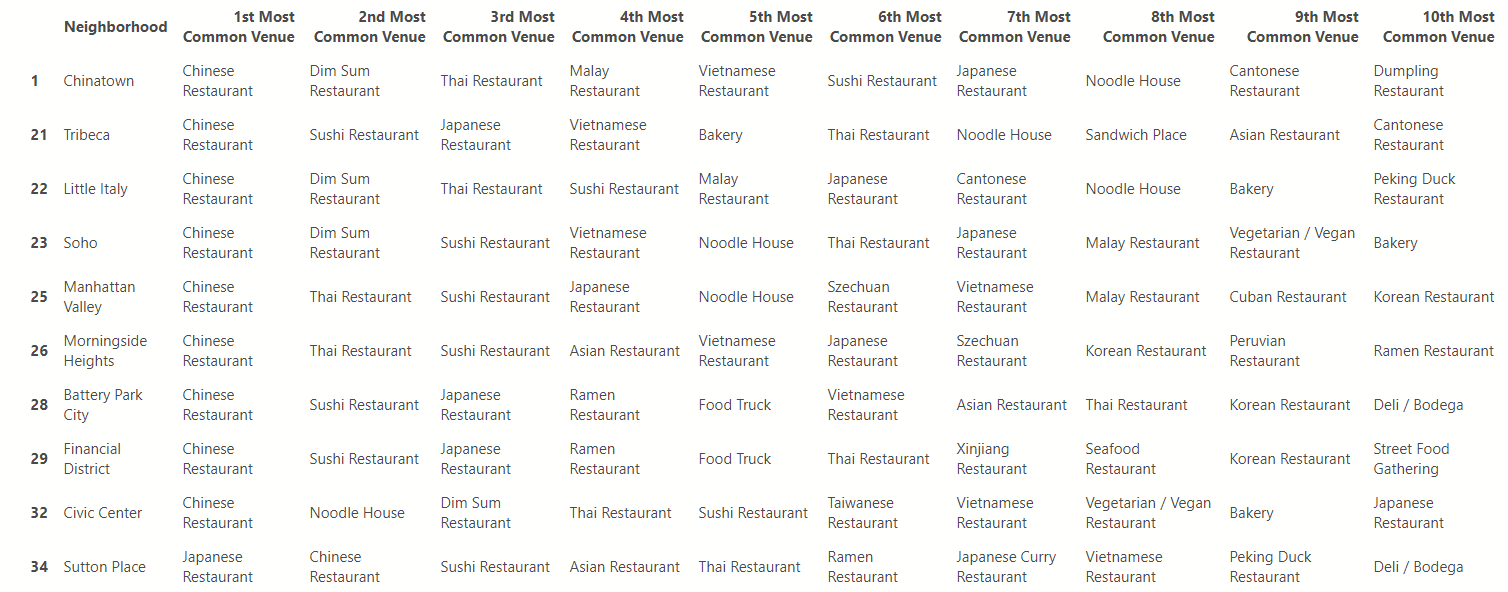 Neighborhood 1st Most Common Venue 2nd Most Common Venue 3rd Most Common Venue 4th Most Common Venue 5th Most Common Venue 6th Most Common Venue 7th Most Common Venue 8th Most Common Venue 9th Most Common Venue 10th Most Common Venue
1 Chinatown Chinese Restaurant Dim Sum Restaurant Thai Restaurant Malay Restaurant Vietnamese Restaurant Sushi Restaurant Japanese Restaurant Noodle House Cantonese Restaurant Dumpling Restaurant
21 Tribeca Chinese Restaurant Sushi Restaurant Japanese Restaurant Vietnamese Restaurant Bakery Thai Restaurant Noodle House Sandwich Place Asian Restaurant Cantonese Restaurant
22 Little Italy Chinese Restaurant Dim Sum Restaurant Thai Restaurant Sushi Restaurant Malay Restaurant Japanese Restaurant Cantonese Restaurant Noodle House Bakery Peking Duck Restaurant
23 Soho Chinese Restaurant Dim Sum Restaurant Sushi Restaurant Vietnamese Restaurant Noodle House Thai Restaurant Japanese Restaurant Malay Restaurant Vegetarian / Vegan Restaurant Bakery
25 Manhattan Valley Chinese Restaurant Thai Restaurant Sushi Restaurant Japanese Restaurant Noodle House Szechuan Restaurant Vietnamese Restaurant Malay Restaurant Cuban Restaurant Korean Restaurant
26 Morningside Heights Chinese Restaurant Thai Restaurant Sushi Restaurant Asian Restaurant Vietnamese Restaurant Japanese Restaurant Szechuan Restaurant Korean Restaurant Peruvian Restaurant Ramen Restaurant
28 Battery Park City Chinese Restaurant Sushi Restaurant Japanese Restaurant Ramen Restaurant Food Truck Vietnamese Restaurant Asian Restaurant Thai Restaurant Korean Restaurant Deli / Bodega
29 Financial District Chinese Restaurant Sushi Restaurant Japanese Restaurant Ramen Restaurant Food Truck Thai Restaurant Xinjiang Restaurant Seafood Restaurant Korean Restaurant Street Food Gathering
32 Civic Center Chinese Restaurant Noodle House Dim Sum Restaurant Thai Restaurant Sushi Restaurant Taiwanese Restaurant Vietnamese Restaurant Vegetarian / Vegan Restaurant Bakery Japanese Restaurant
34 Sutton Place Japanese Restaurant Chinese Restaurant Sushi Restaurant Asian Restaurant Thai Restaurant Ramen Restaurant Japanese Curry Restaurant Vietnamese Restaurant Peking Duck Restaurant Deli / Bodega